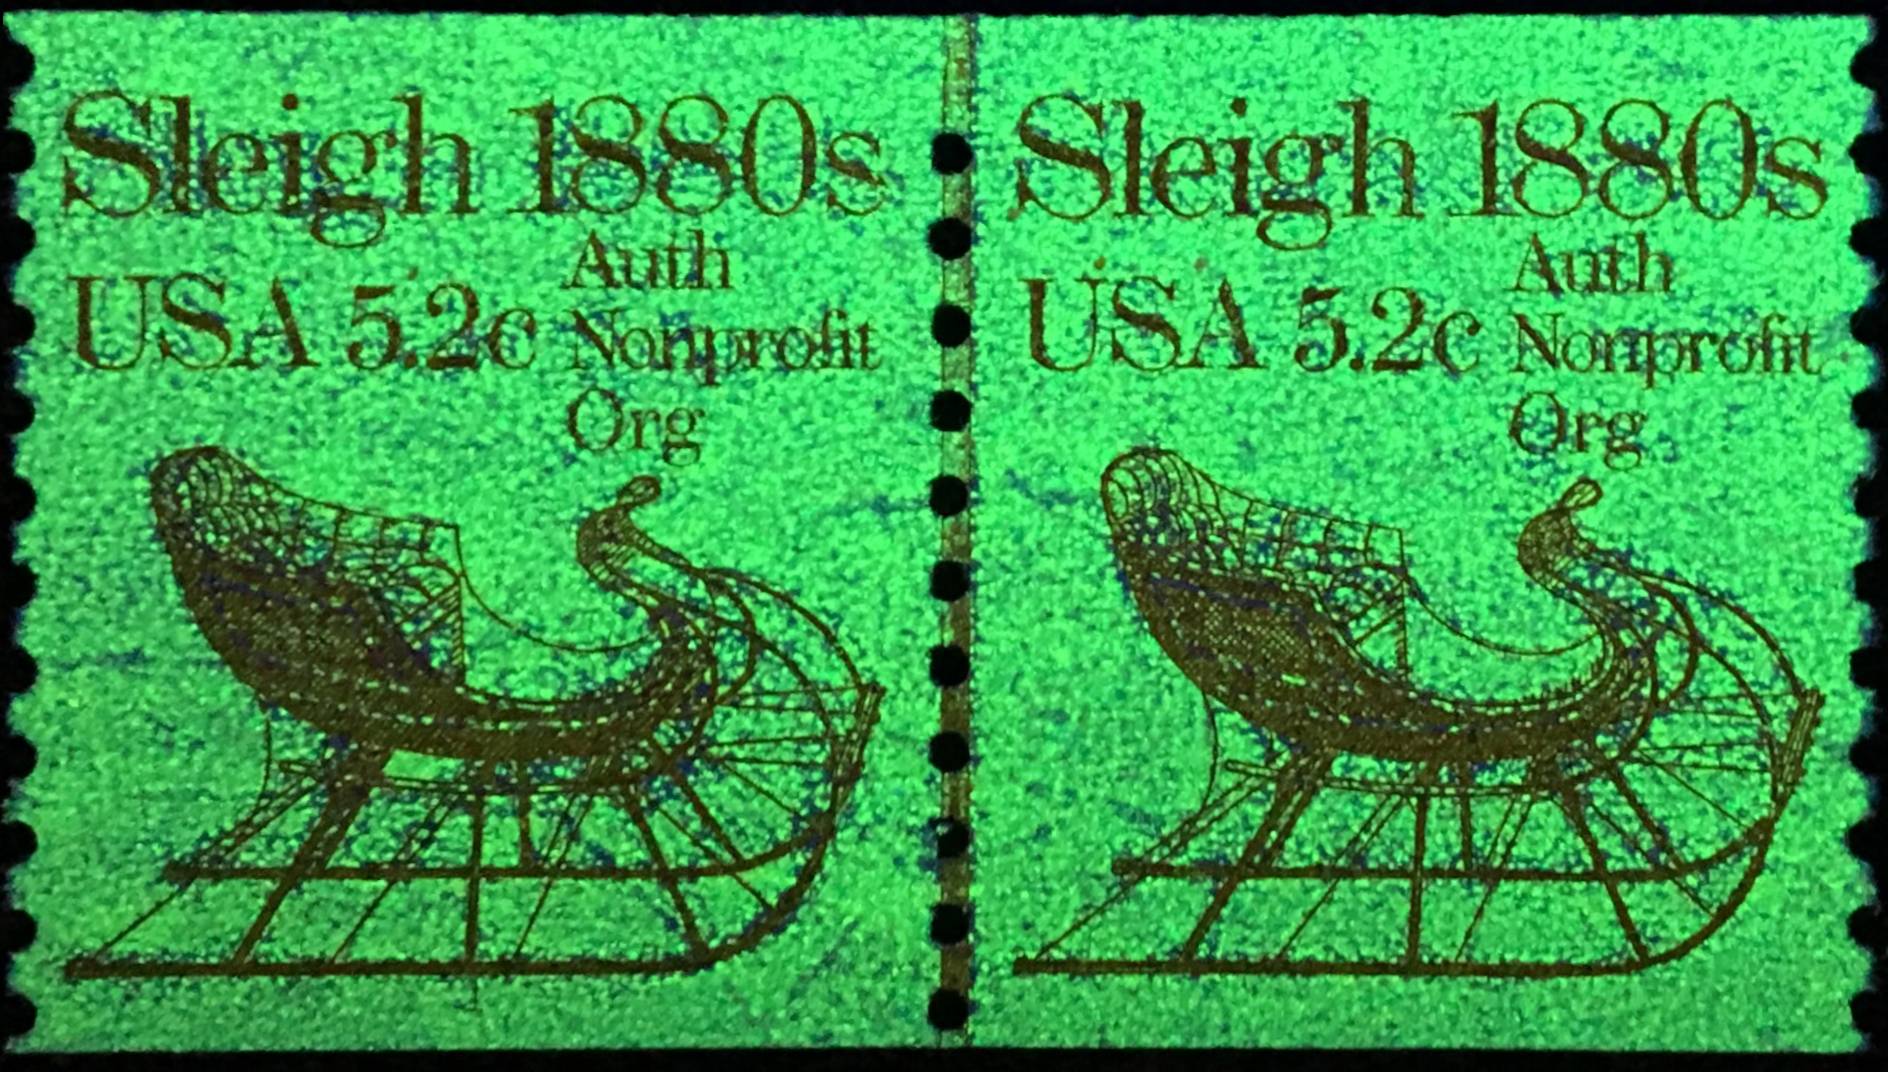 Sleigh 1880s
USA 5.2c
Auth
Nonprofit
Org
Sleigh 1880s
USA 5.2c
Auth
Nonprofit
Org